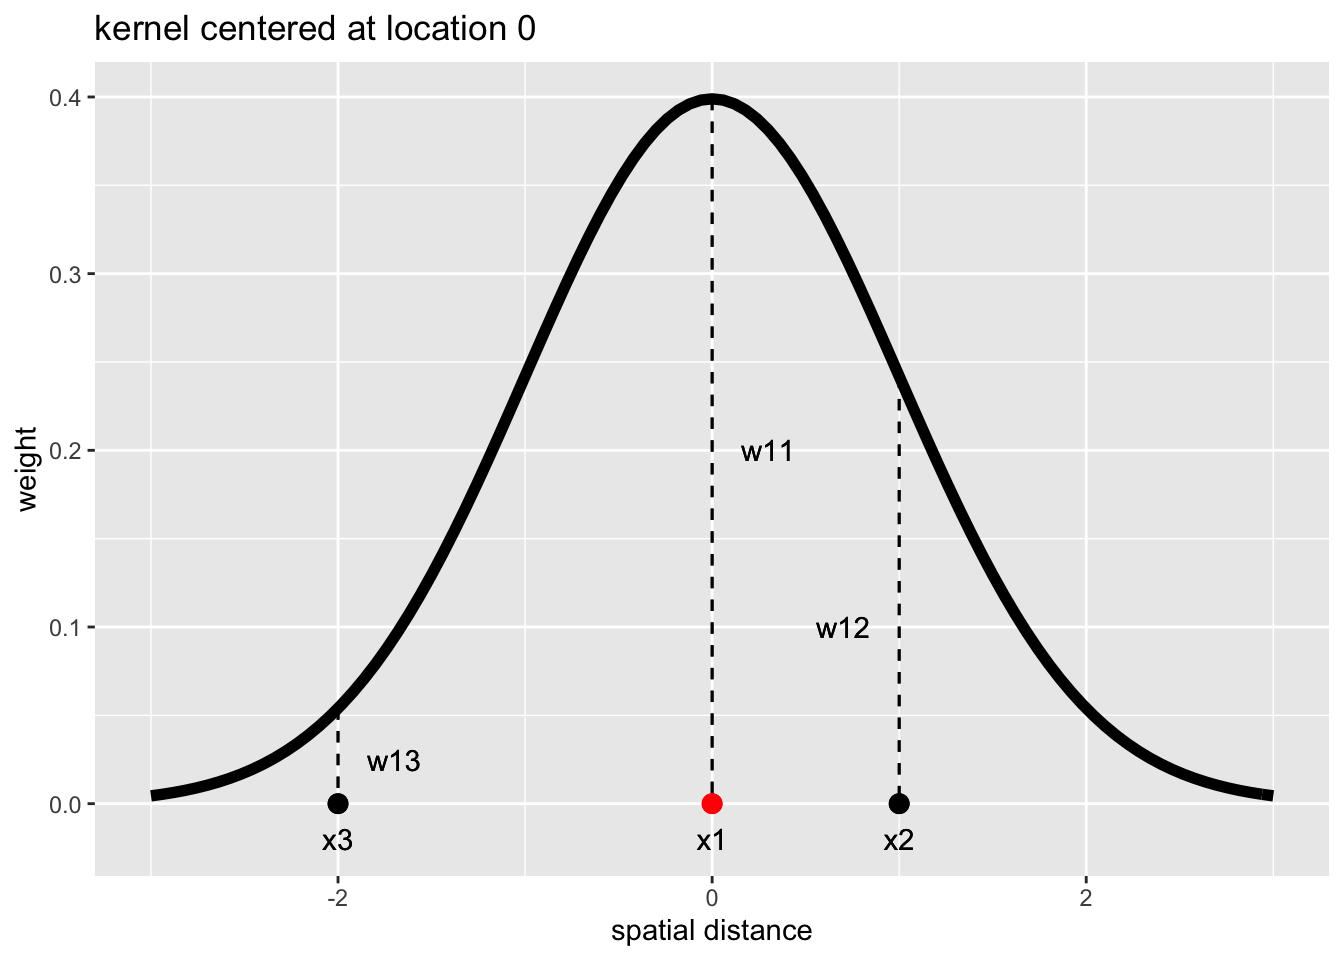 kernel centered at location 0
0.4
0.3
0.2
0.1
0.0
weight
w11
w12
w13
x3
x1
x2
-2
0
2
spatial distance